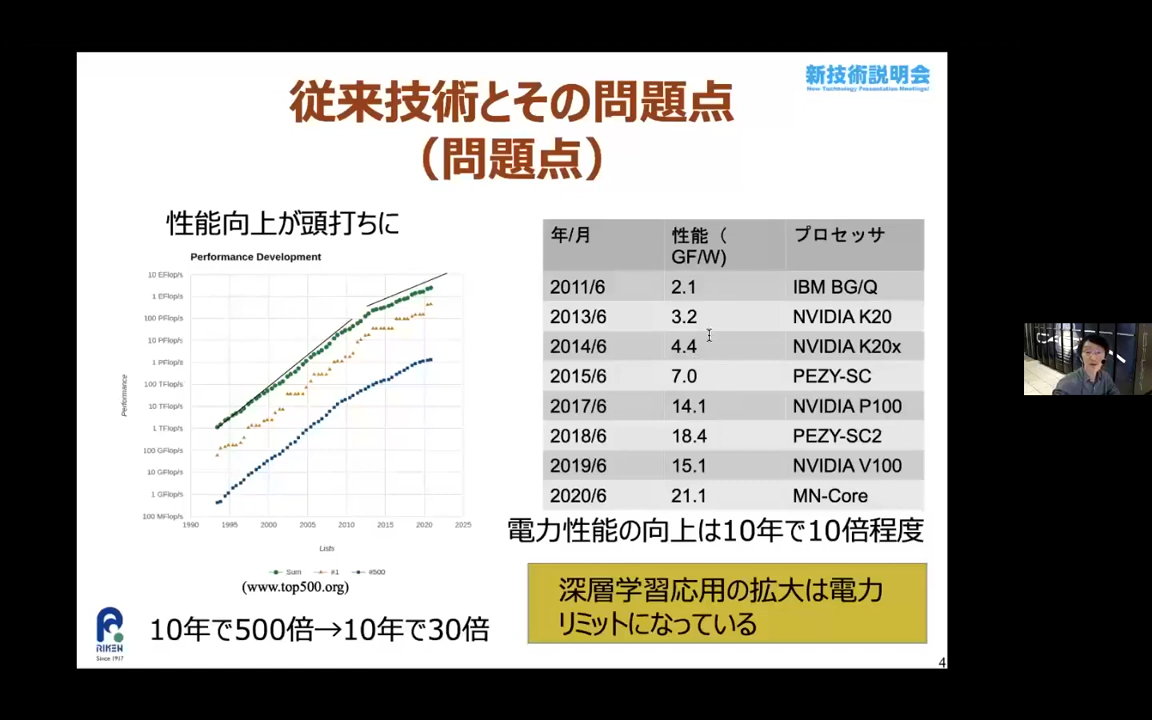 新技術説明会
New Technology Presentation Meetings!
従来技術とその問題点
（問題点）
性能向上が頭打ちに
Performance Development
10 EFlop/s
1 EFlop/s
100 PFlop/s
10 PFlop/s
1 PFlop/s
100 TFlop/s
10 TFlop/s
1 TFlop/s
100 GFlop/s
10 GFlop/s
1 GFlop/s
100 MFlop/s
Performance
1990 1995 2000 2005 2010 2015 2020 2025
Lists
Sum #1 #500
(www.top500.org)
10年で500倍→10年で30倍
年/月 性能（ プロセッサ
GF/W)
2011/6 2.1 IBM BG/Q
2013/6 3.2 NVIDIA K20
2014/6 4.4 NVIDIA K20x
2015/6 7.0 PEZY-SC
2017/6 14.1 NVIDIA P100
2018/6 18.4 PEZY-SC2
2019/6 15.1 NVIDIA V100
2020/6 21.1 MN-Core
電力性能の向上は10年で10倍程度
深層学習応用の拡大は電力
リミットになっている
RIKEN
Since 1917
4